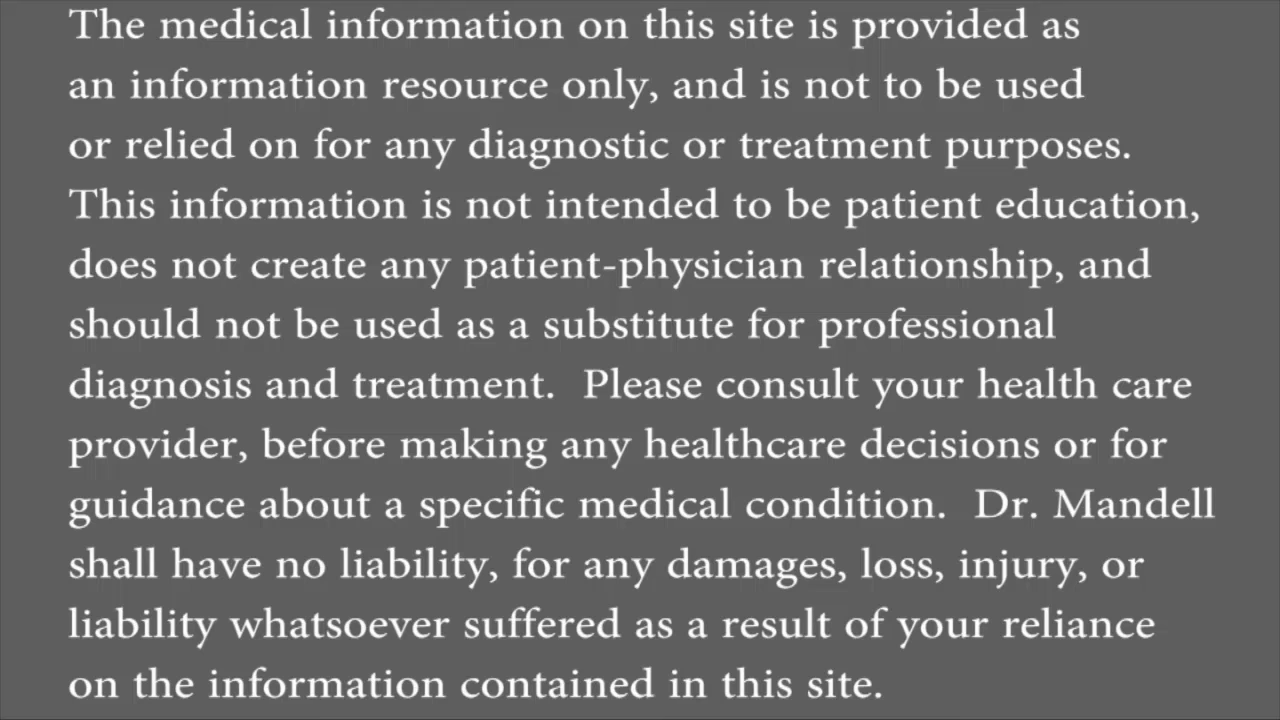 The medical information on this site is provided as
an information resource only, and is not to be used
or relied on for any diagnostic or treatment purposes.
This information is not intended to be patient education,
does not create any patient-physician relationship, and
should not be used as a substitute for professional
diagnosis and treatment.  Please consult your health care
provider, before making any healthcare decisions or for
guidance about a specific medical condition.  Dr. Mandell
shall have no liability, for any damages, loss, injury, or
liability whatsoever suffered as a result of your reliance
on the information contained in this site.